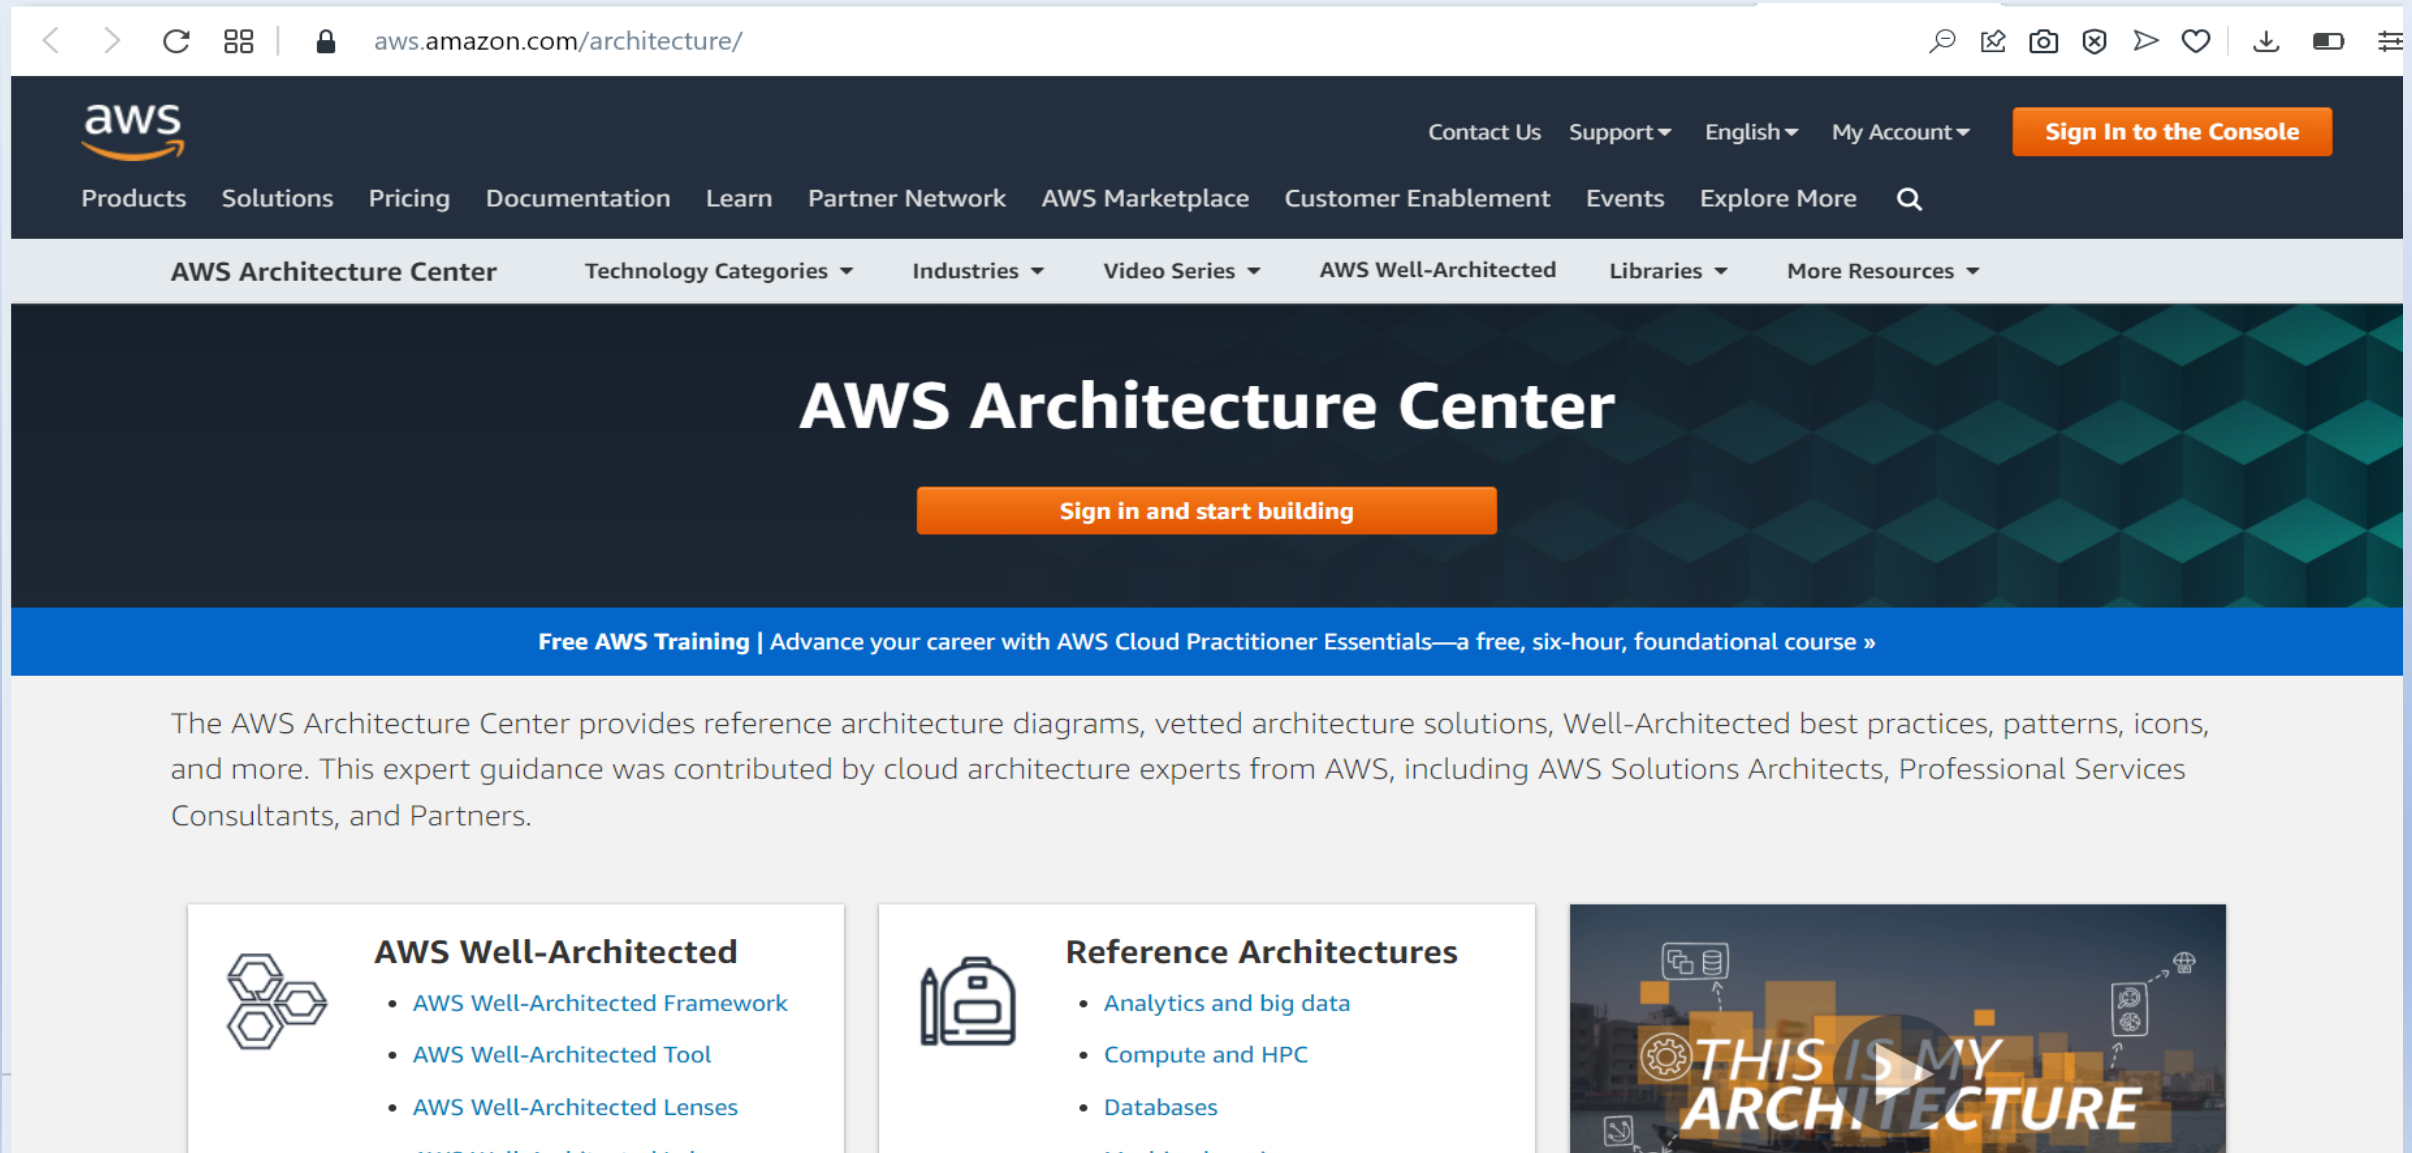 aws.amazon.com/architecture/
aws
Contact Us Support English My Account Sign In to the Console
Products Solutions Pricing Documentation Learn Partner Network AWS Marketplace Customer Enablement Events Explore More
AWS Architecture Center Technology Categories Industries Video Series AWS Well-Architected Libraries More Resources
AWS Architecture Center
Sign in and start building
Free AWS Training | Advance your career with AWS Cloud Practitioner Essentials—a free, six-hour, foundational course »
The AWS Architecture Center provides reference architecture diagrams, vetted architecture solutions, Well-Architected best practices, patterns, icons,
and more. This expert guidance was contributed by cloud architecture experts from AWS, including AWS Solutions Architects, Professional Services
Consultants, and Partners.
AWS Well-Architected
• AWS Well-Architected Framework
• AWS Well-Architected Tool
• AWS Well-Architected Lenses
Reference Architectures
• Analytics and big data
• Compute and HPC
• Databases
THIS IS MY
ARCHITECTURE